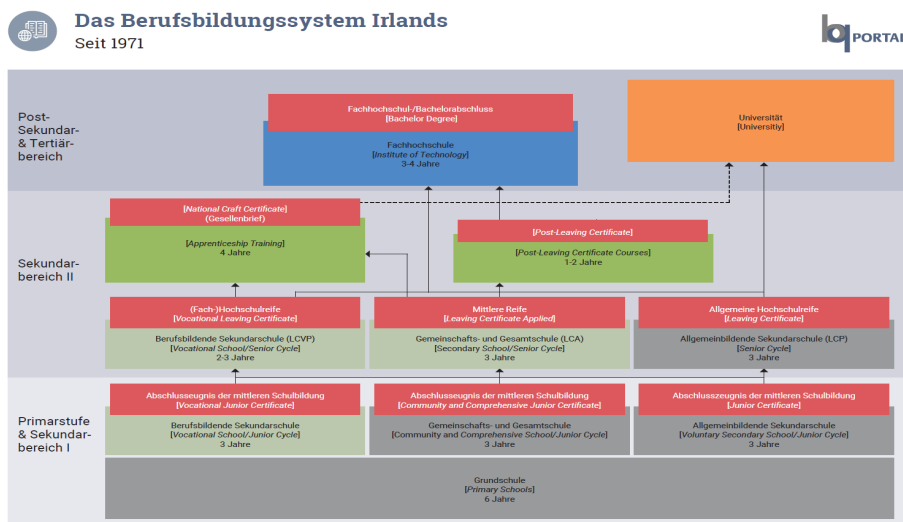 Das Berufsbildungssystem Irlands
Seit 1971
bq PORTAL
Post-
Sekundar-
& Tertiär-
bereich
Fachhochschul-/Bachelorabschluss
[Bachelor Degree]
Fachhochschule
[Institute of Technology]
3-4 Jahre
Universität
[Universitiy]
Sekundar-
bereich II
[National Craft Certificate]
(Gesellenbrief)
[Apprenticeship Training]
4 Jahre
[Post-Leaving Certificate]
[Post-Leaving Certificate Courses]
1-2 Jahre
(Fach-)Hochschulreife
[Vocational Leaving Certificate]
Berufsbildende Sekundarschule (LCVP)
[Vocational School/Senior Cycle]
2-3 Jahre
Mittlere Reife
[Leaving Certificate Applied]
Gemeinschafts- und Gesamtschule (LCA)
[Secondary School/Senior Cycle]
3 Jahre
Allgemeine Hochschulreife
[Leaving Certificate]
Allgemeinbildende Sekundarschule (LCP)
[Senior Cycle]
3 Jahre
Primarstufe
& Sekundar-
bereich I
Abschlusseugnis der mittleren Schulbildung
[Vocational Junior Certificate]
Berufsbildende Sekundarschule
[Vocational School/Junior Cycle]
3 Jahre
Abschlusseugnis der mittleren Schulbildung
[Community and Comprehensive Junior Certificate]
Gemeinschafts- und Gesamtschule
[Community and Comprehensive School/Junior Cycle]
3 Jahre
Abschlusszeugnis der mittleren Schulbildung
[Junior Certificate]
Allgemeinbildende Sekundarschule
[Voluntary Secondary School/Junior Cycle]
3 Jahre
Grundschule
[Primary Schools]
6 Jahre